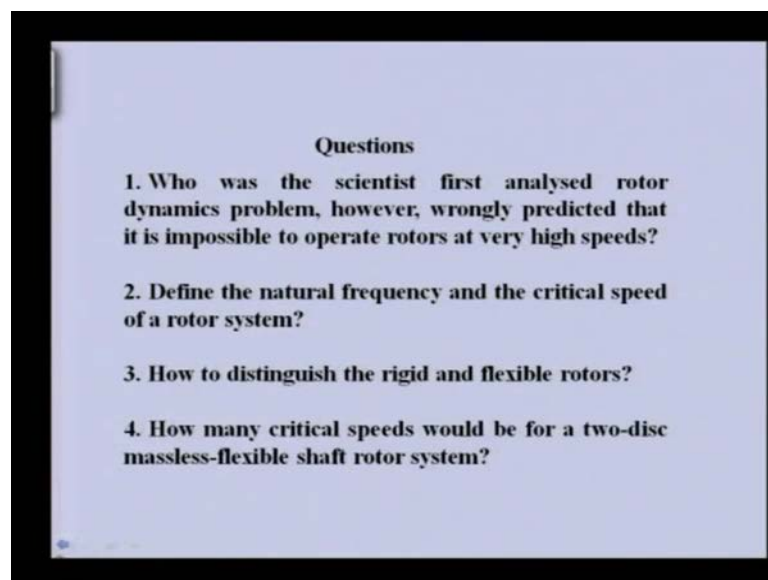 Questions
1. Who was the scientist first analysed rotor
dynamics problem, however, wrongly predicted that
it is impossible to operate rotors at very high speeds?
2. Define the natural frequency and the critical speed
of a rotor system?
3. How to distinguish the rigid and flexible rotors?
4. How many critical speeds would be for a two-disc
massless-flexible shaft rotor system?